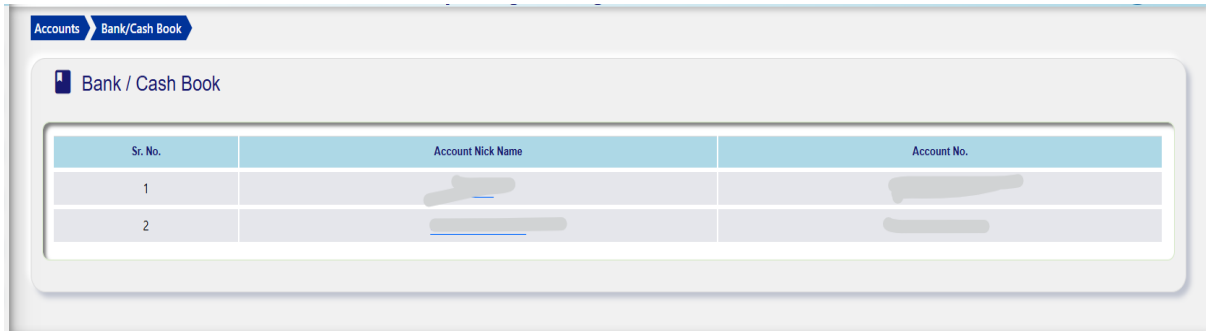 Accounts Bank/Cash Book
Bank / Cash Book
Sr. No. Account Nick Name Account No.
1
2